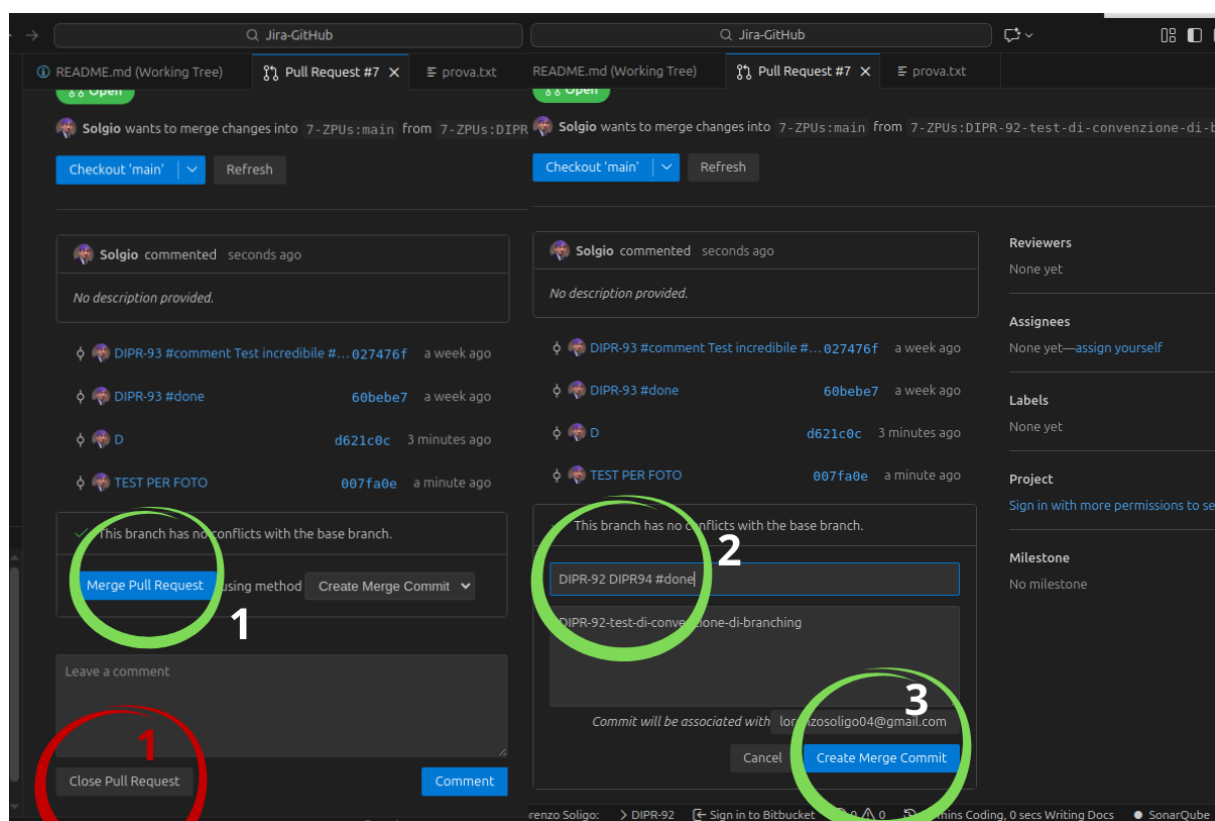 Jira-GitHub
README.md (Working Tree)
Pull Request #7
prova.txt
Open
Solgio wants to merge changes into 7-ZPUs:main from 7-ZPUs:DIPR
Checkout 'main'
Refresh
Solgio commented seconds ago
No description provided.
DIPR-93 #comment Test incredibile #... 027476f a week ago
DIPR-93 #done 60bebe7 a week ago
D d621c0c 3 minutes ago
TEST PER FOTO 007fa0e a minute ago
This branch has no conflicts with the base branch.
Merge Pull Request using method Create Merge Commit
1
Leave a comment
1
Close Pull Request
Comment
Jira-GitHub
README.md (Working Tree)
Pull Request #7
prova.txt
Open
Solgio wants to merge changes into 7-ZPUs:main from 7-ZPUs:DIPR-92-test-di-convenzione-di-b
Checkout 'main'
Refresh
Solgio commented seconds ago
No description provided.
DIPR-93 #comment Test incredibile #... 027476f a week ago
DIPR-93 #done 60bebe7 a week ago
D d621c0c 3 minutes ago
TEST PER FOTO 007fa0e a minute ago
This branch has no conflicts with the base branch.
2
DIPR-92 DIPR94 #done
DIPR-92-test-di-convenzione-di-branching
3
Commit will be associated with lorenzosoligo04@gmail.com
Cancel
Create Merge Commit
Reviewers
None yet
Assignees
None yet—assign yourself
Labels
None yet
Project
Sign in with more permissions to se
Milestone
No milestone
renzo Soligo:
DIPR-92
Sign in to Bitbucket
0
0
mins Coding, 0 secs Writing Docs
SonarQube